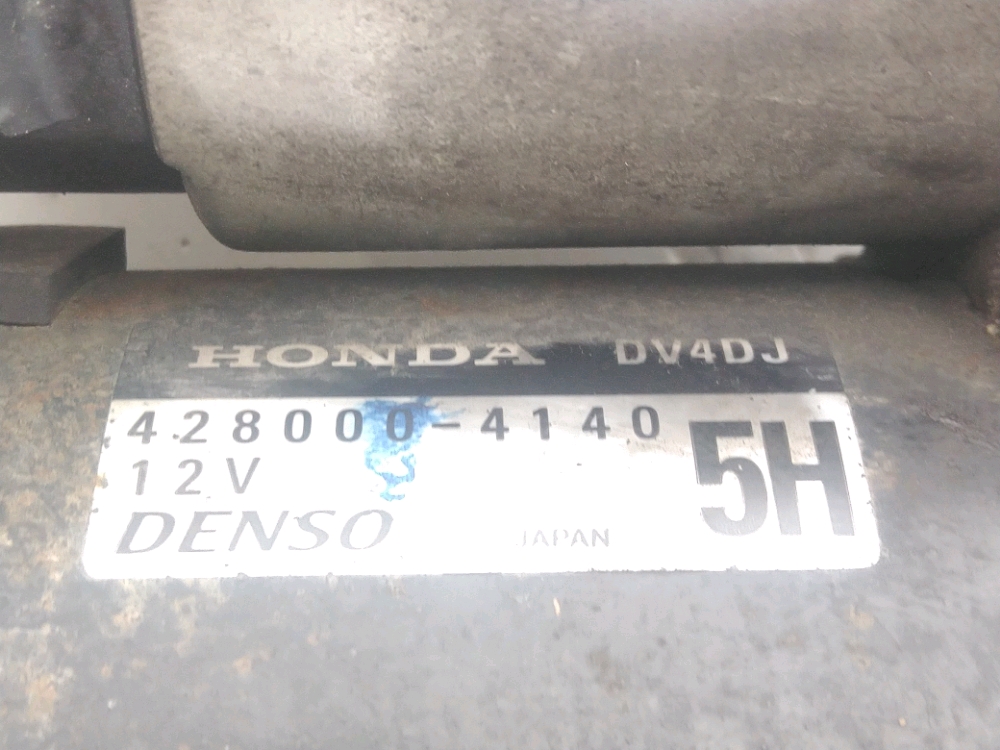 HONDA DV4DJ
428000-4140
12V
5H
DENSO JAPAN